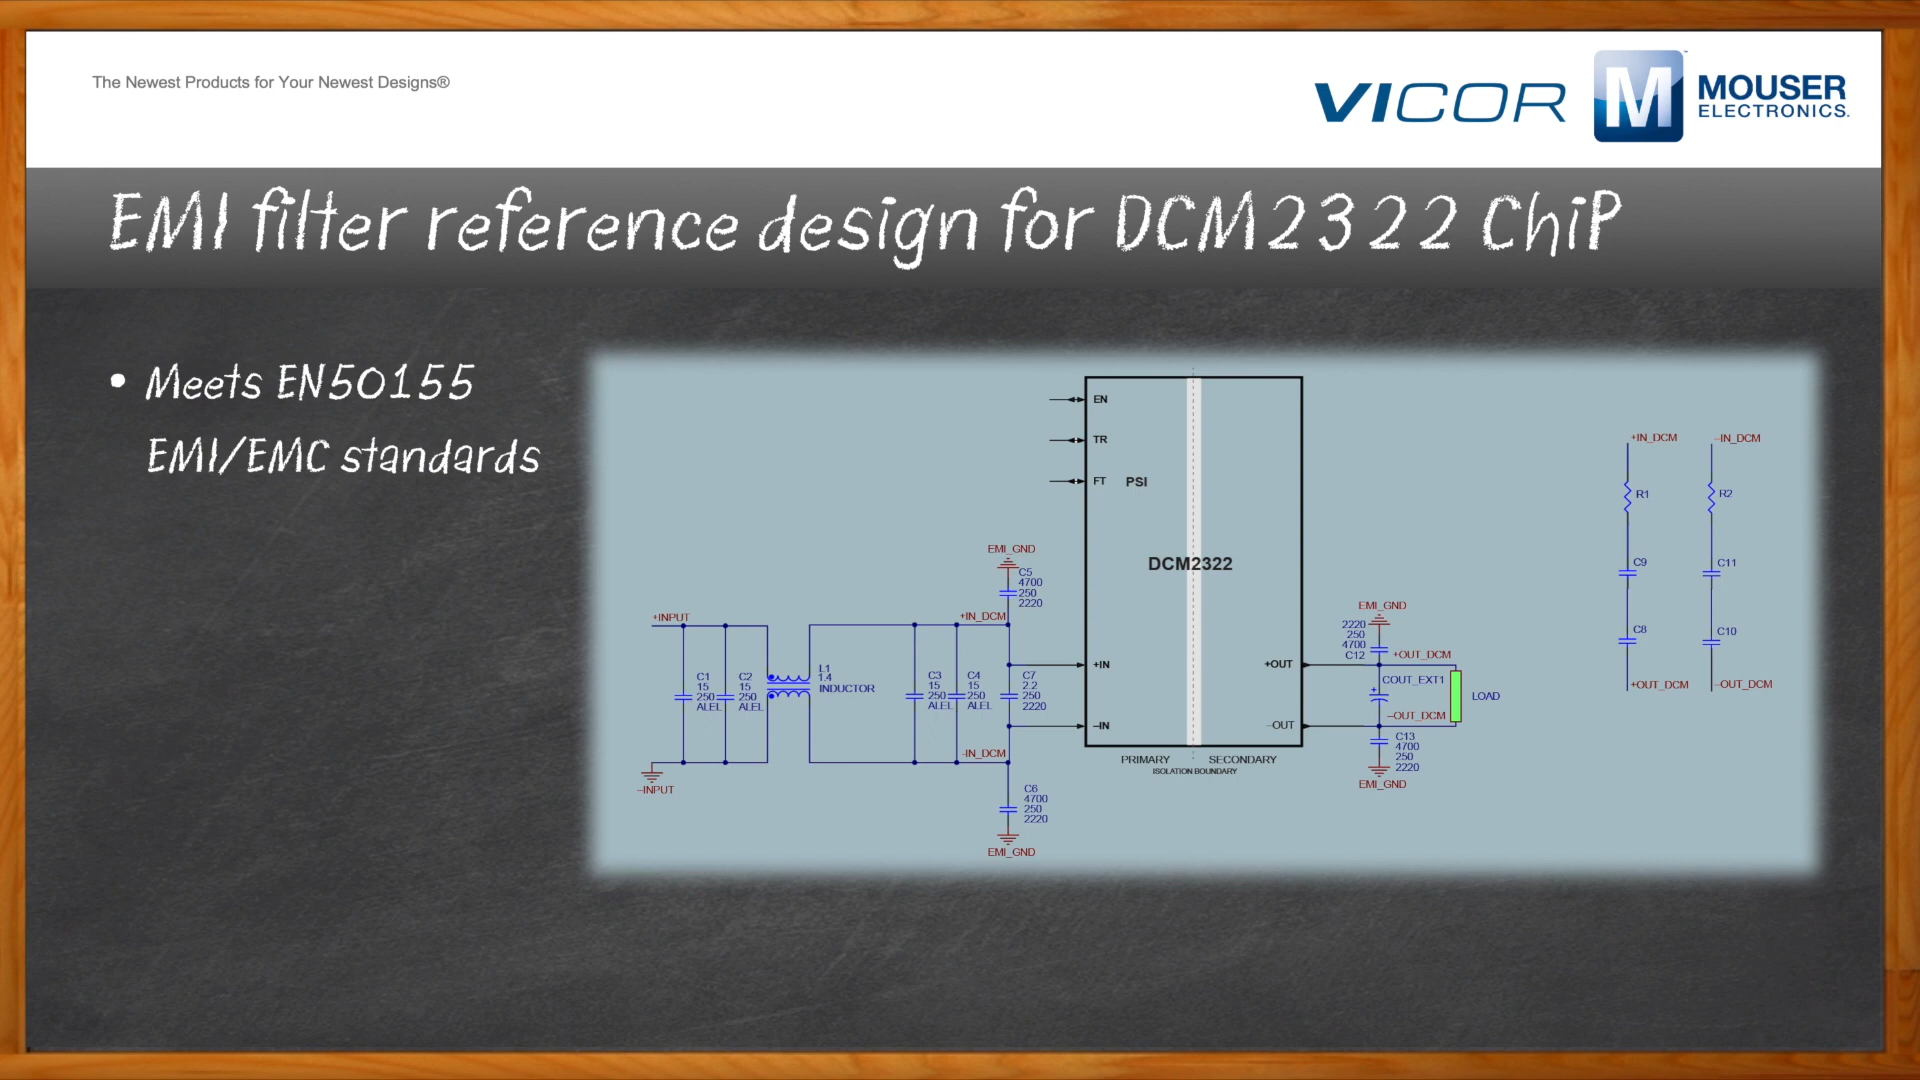 The Newest Products for Your Newest Designs®
VICOR
M
MOUSER
ELECTRONICS.
EMI filter reference design for DCM2322 ChiP
• Meets EN50155
EMI/EMC standards
EN
TR
FT
PSI
DCM2322
+IN
–IN
+OUT
–OUT
PRIMARY
SECONDARY
ISOLATION BOUNDARY
+INPUT
–INPUT
C1
15
250
ALEL
C2
15
250
ALEL
L1
1.4
INDUCTOR
C3
15
250
ALEL
C4
15
250
ALEL
EMI_GND
C5
4700
250
2220
+IN_DCM
C7
2.2
250
2220
-IN_DCM
C6
4700
250
2220
EMI_GND
EMI_GND
2220
250
4700
C12
+OUT_DCM
COUT_EXT1
+
–OUT_DCM
LOAD
C13
4700
250
2220
EMI_GND
+IN_DCM
R1
C9
C8
+OUT_DCM
–IN_DCM
R2
C11
C10
–OUT_DCM